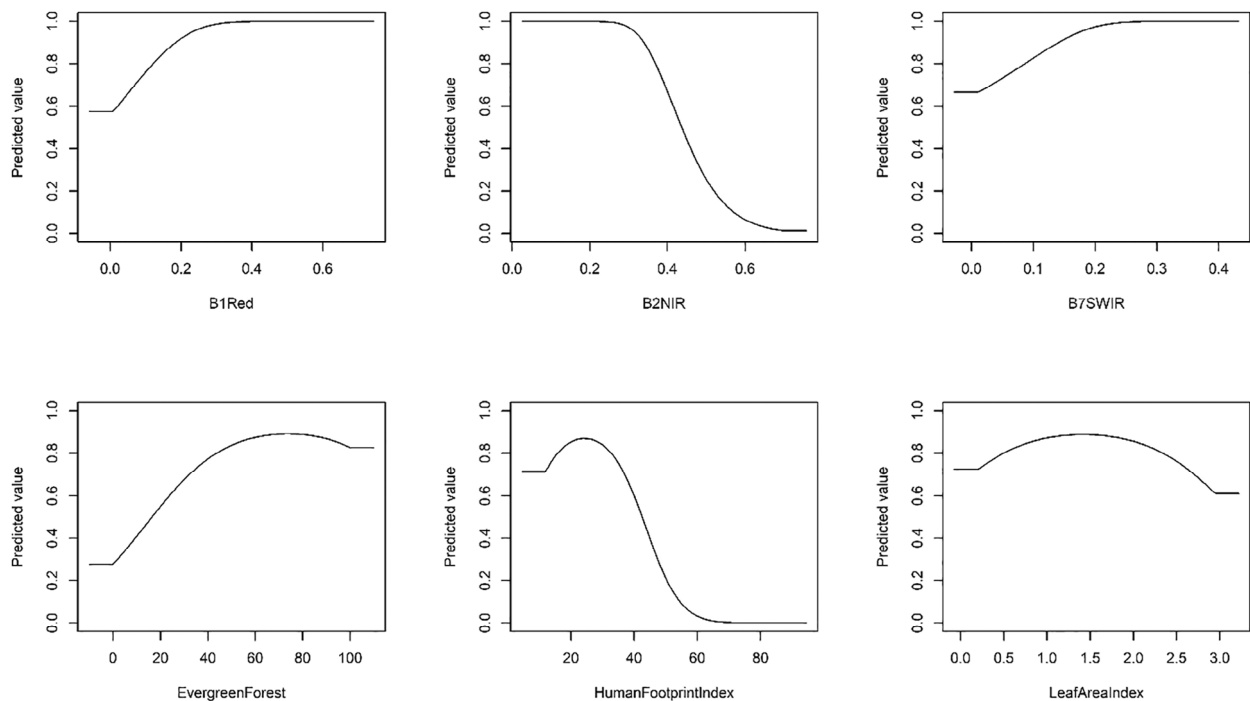 Predicted value
0.0 0.2 0.4 0.6 0.8 1.0
0.0 0.2 0.4 0.6
B1Red
Predicted value
0.0 0.2 0.4 0.6 0.8 1.0
0.0 0.2 0.4 0.6
B2NIR
Predicted value
0.0 0.2 0.4 0.6 0.8 1.0
0.0 0.1 0.2 0.3 0.4
B7SWIR
Predicted value
0.0 0.2 0.4 0.6 0.8 1.0
0 20 40 60 80 100
EvergreenForest
Predicted value
0.0 0.2 0.4 0.6 0.8 1.0
20 40 60 80
HumanFootprintIndex
Predicted value
0.0 0.2 0.4 0.6 0.8 1.0
0.0 0.5 1.0 1.5 2.0 2.5 3.0
LeafAreaIndex